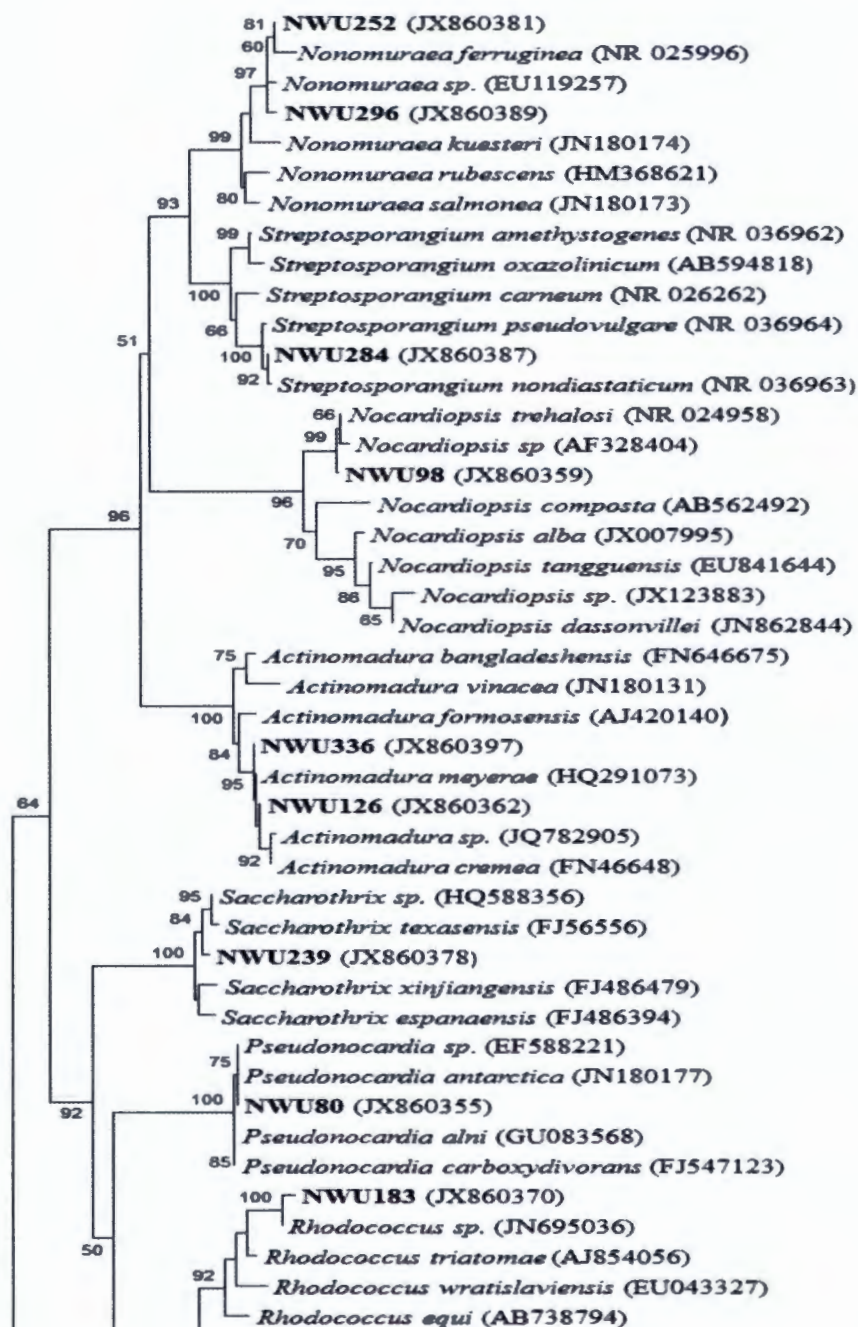 81 NWU252 (JX860381)
60 Nonomuraea ferruginea (NR 025996)
97 Nonomuraea sp. (EU119257)
NWU296 (JX860389)
99 Nonomuraea kuesteri (JN180174)
Nonomuraea rubescens (HM368621)
93 80 Nonomuraea salmonea (JN180173)
99 Streptosporangium amethystogenes (NR 036962)
Streptosporangium oxazolinicum (AB594818)
100 Streptosporangium carneum (NR 026262)
66 Streptosporangium pseudovulgare (NR 036964)
51 100 NWU284 (JX860387)
92 Streptosporangium nondiastaticum (NR 036963)
66 Nocardiopsis trehalosi (NR 024958)
99 Nocardiopsis sp (AF328404)
NWU98 (JX860359)
96 Nocardiopsis composta (AB562492)
96 70 Nocardiopsis alba (JX007995)
95 Nocardiopsis tangguensis (EU841644)
86 Nocardiopsis sp. (JX123883)
65 Nocardiopsis dassonvillei (JN862844)
75 Actinomadura bangladeshensis (FN646675)
Actinomadura vinacea (JN180131)
100 Actinomadura formosensis (AJ420140)
84 NWU336 (JX860397)
95 Actinomadura meyerae (HQ291073)
64 NWU126 (JX860362)
Actinomadura sp. (JQ782905)
92 Actinomadura cremea (FN46648)
95 Saccharothrix sp. (HQ588356)
84 Saccharothrix texasensis (FJ56556)
100 NWU239 (JX860378)
Saccharothrix xinjiangensis (FJ486479)
Saccharothrix espanaensis (FJ486394)
75 Pseudonocardia sp. (EF588221)
Pseudonocardia antarctica (JN180177)
92 100 NWU80 (JX860355)
Pseudonocardia alni (GU083568)
85 Pseudonocardia carboxydivorans (FJ547123)
100 NWU183 (JX860370)
Rhodococcus sp. (JN695036)
50 Rhodococcus triatomae (AJ854056)
92 Rhodococcus wratislaviensis (EU043327)
Rhodococcus equi (AB738794)